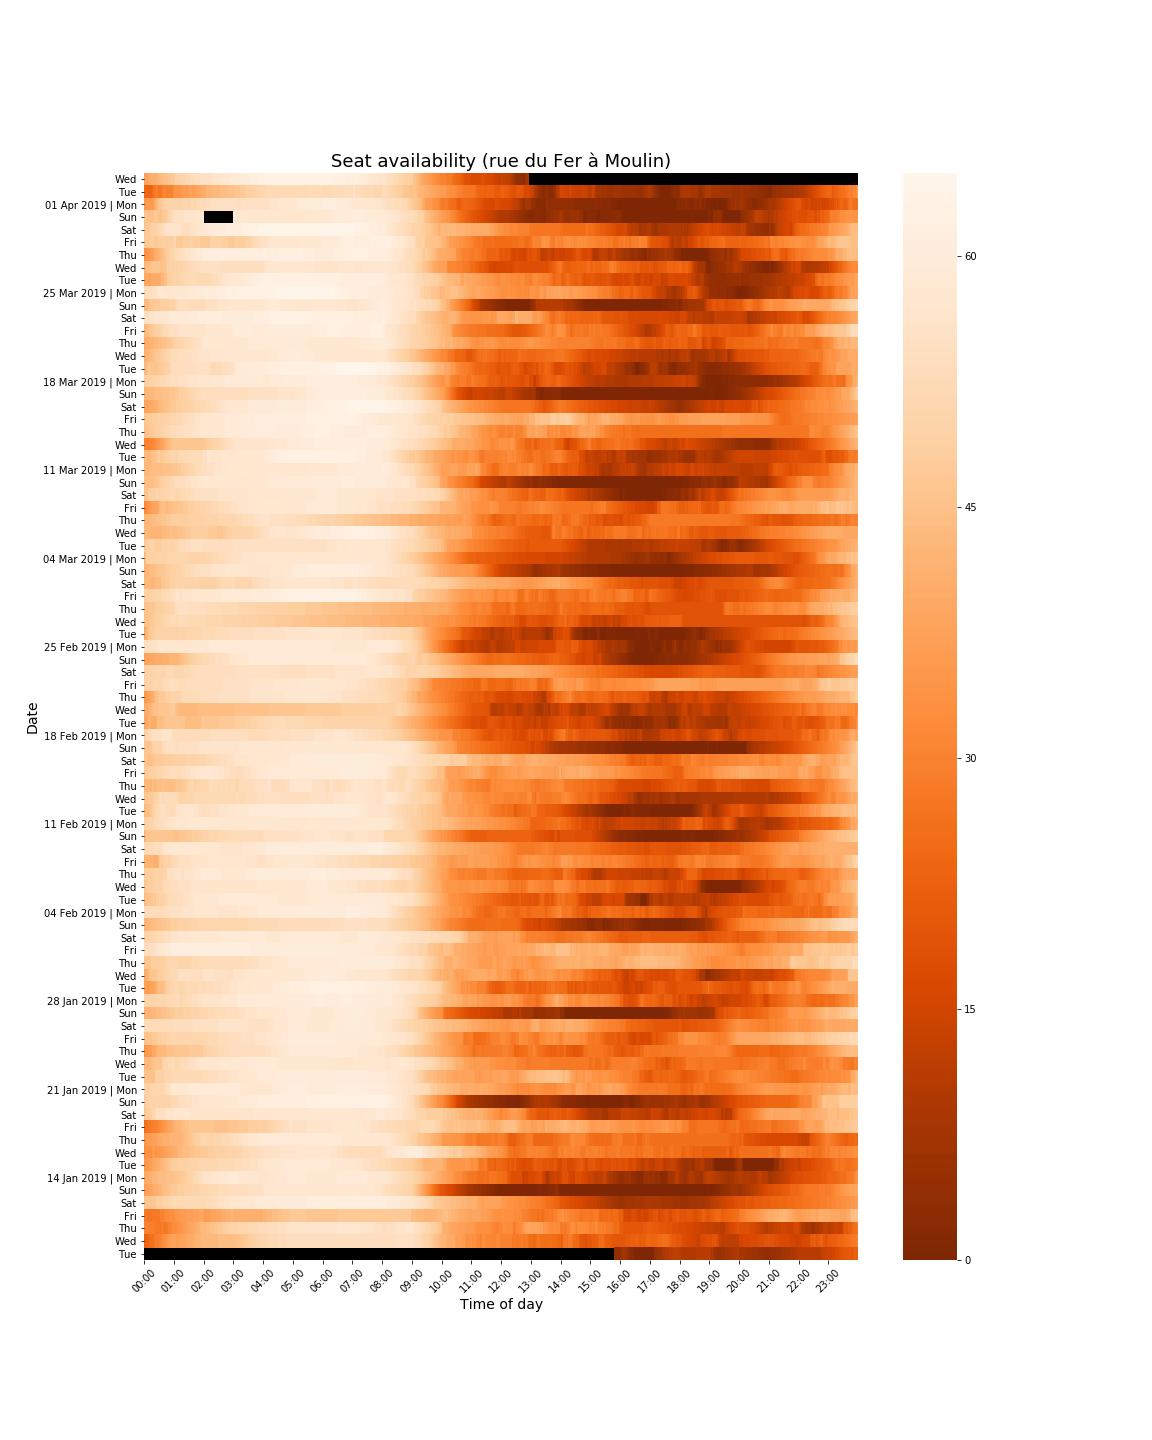 Seat availability (rue du Fer à Moulin)
Wed
Tue
01 Apr 2019 | Mon
Sun
Sat
Fri
Thu
Wed
Tue
25 Mar 2019 | Mon
Sun
Sat
Fri
Thu
Wed
Tue
18 Mar 2019 | Mon
Sun
Sat
Fri
Thu
Wed
Tue
11 Mar 2019 | Mon
Sun
Sat
Fri
Thu
Wed
Tue
04 Mar 2019 | Mon
Sun
Sat
Fri
Thu
Wed
Tue
25 Feb 2019 | Mon
Sun
Sat
Fri
Thu
Wed
Tue
18 Feb 2019 | Mon
Sun
Sat
Fri
Thu
Wed
Tue
11 Feb 2019 | Mon
Sun
Sat
Fri
Thu
Wed
Tue
04 Feb 2019 | Mon
Sun
Sat
Fri
Thu
Wed
Tue
28 Jan 2019 | Mon
Sun
Sat
Fri
Thu
Wed
Tue
21 Jan 2019 | Mon
Sun
Sat
Fri
Thu
Wed
Tue
14 Jan 2019 | Mon
Sun
Sat
Fri
Thu
Wed
Tue
Date
00:00
01:00
02:00
03:00
04:00
05:00
06:00
07:00
08:00
09:00
10:00
11:00
12:00
13:00
14:00
15:00
16:00
17:00
18:00
19:00
20:00
21:00
22:00
23:00
Time of day
60
45
30
15
0